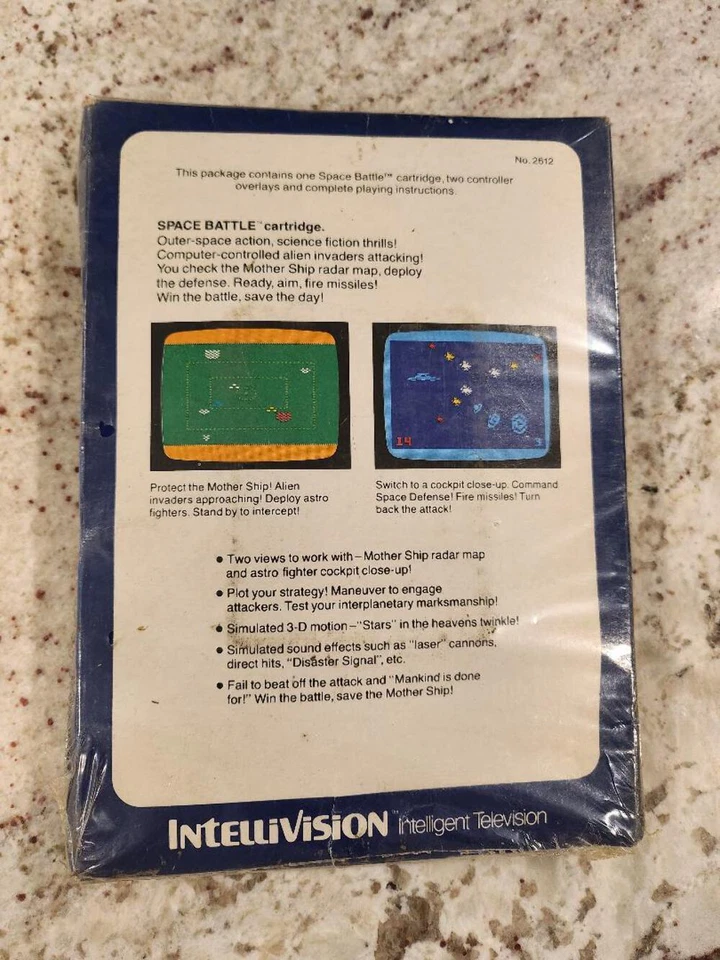 No. 2612
This package contains one Space Battle™ cartridge, two controller
overlays and complete playing instructions.
SPACE BATTLE™ cartridge.
Outer-space action, science fiction thrills!
Computer-controlled alien invaders attacking!
You check the Mother Ship radar map, deploy
the defense. Ready, aim, fire missiles!
Win the battle, save the day!
14 3
Protect the Mother Ship! Alien
invaders approaching! Deploy astro
fighters. Stand by to intercept!
Switch to a cockpit close-up. Command
Space Defense! Fire missiles! Turn
back the attack!
• Two views to work with—Mother Ship radar map
and astro fighter cockpit close-up!
• Plot your strategy! Maneuver to engage
attackers. Test your interplanetary marksmanship!
• Simulated 3-D motion—"Stars" in the heavens twinkle!
• Simulated sound effects such as "laser" cannons,
direct hits, "Disaster Signal", etc.
• Fail to beat off the attack and "Mankind is done
for!" Win the battle, save the Mother Ship!
INTELLIVISION Intelligent Television